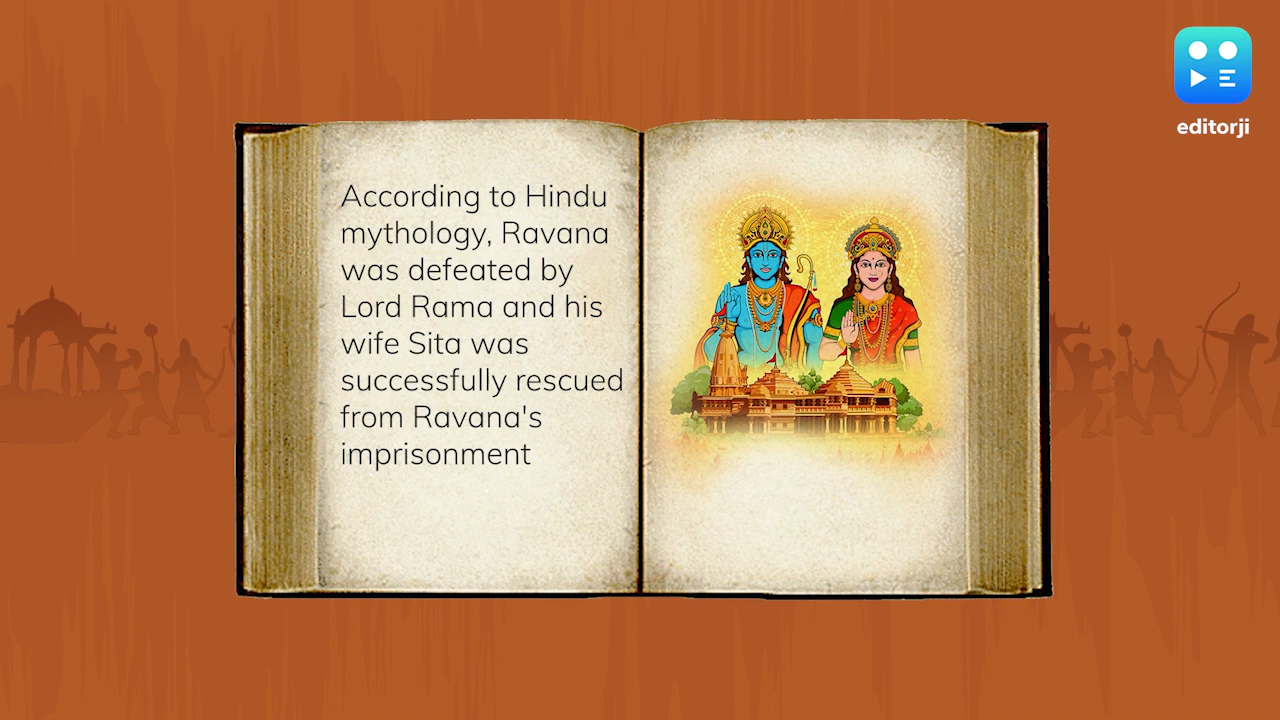 According to Hindu
mythology, Ravana
was defeated by
Lord Rama and his
wife Sita was
successfully rescued
from Ravana's
imprisonment
editorji